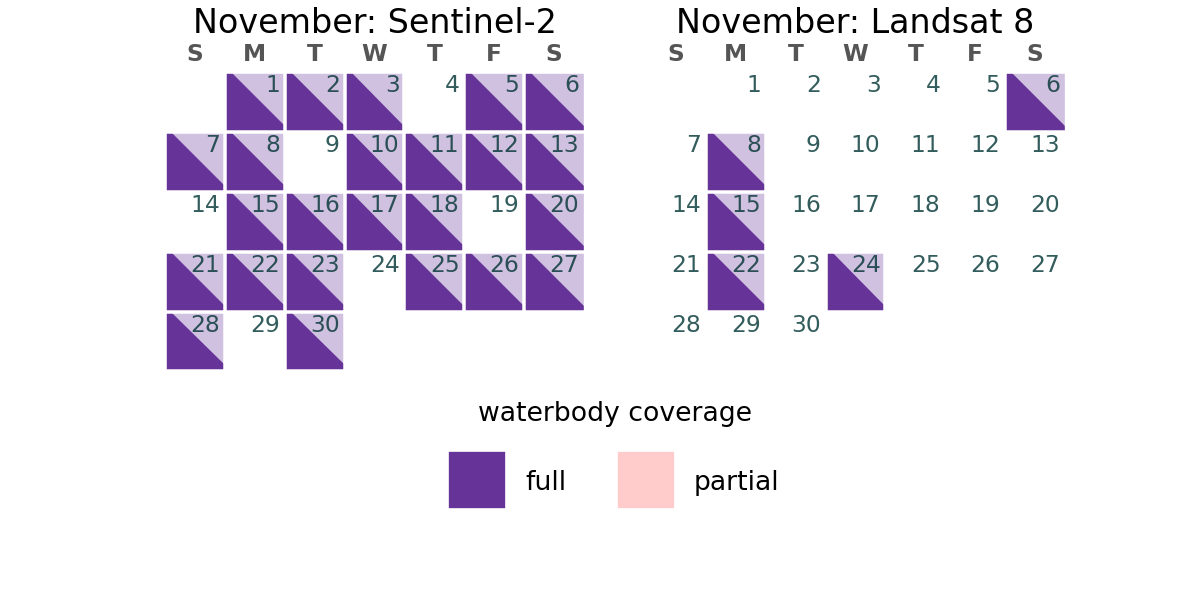 November: Sentinel-2
S M T W T F S
1 2 3 4 5 6
7 8 9 10 11 12 13
14 15 16 17 18 19 20
21 22 23 24 25 26 27
28 29 30
November: Landsat 8
S M T W T F S
1 2 3 4 5 6
7 8 9 10 11 12 13
14 15 16 17 18 19 20
21 22 23 24 25 26 27
28 29 30
waterbody coverage
full partial